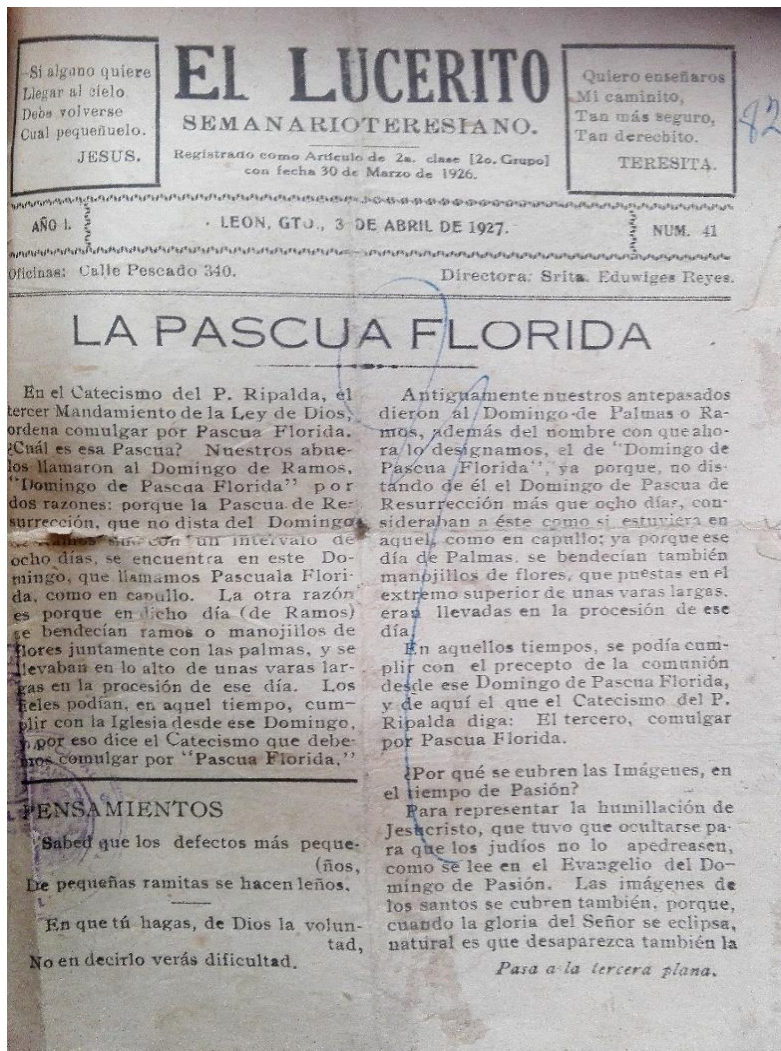 Si alguno quiere
Llegar al cielo
Debe volverse
Cual pequeñuelo.
JESUS.
EL LUCERITO
SEMANARIO TERESIANO.
Registrado como Artículo de 2a. clase [2o. Grupo]
con fecha 30 de Marzo de 1926.
Quiero enseñaros
Mi caminito,
Tan más seguro,
Tan derechito.
TERESITA.
82
AÑO I.
LEON, GTO., 3 DE ABRIL DE 1927.
NUM. 41
Oficinas: Calle Pescado 340.
Directora: Srita. Eduwiges Reyes.
LA PASCUA FLORIDA
En el Catecismo del P. Ripalda, el
tercer Mandamiento de la Ley de Dios,
ordena comulgar por Pascua Florida.
¿Cuál es esa Pascua? Nuestros abue-
los llamaron al Domingo de Ramos,
"Domingo de Pascua Florida" por
dos razones: porque la Pascua de Re-
surrección, que no dista del Domingo
de Ramos sino con un intervalo de
ocho días, se encuentra en este Do-
mingo, que llamamos Pascuala Flori-
da, como en capullo. La otra razón
es porque en dicho día (de Ramos)
se bendecían ramos o manojillos de
flores juntamente con las palmas, y se
llevaban en lo alto de unas varas lar-
gas en la procesión de ese día. Los
fieles podían, en aquel tiempo, cum-
plir con la Iglesia desde ese Domingo,
y por eso dice el Catecismo que debe-
mos comulgar por "Pascua Florida."
PENSAMIENTOS
Sabed que los defectos más peque-
(ños,
De pequeñas ramitas se hacen leños.
En que tú hagas, de Dios la volun-
tad,
No en decirlo verás dificultad.
Antiguamente nuestros antepasados
dieron al Domingo de Palmas o Ra-
mos, además del nombre con que aho-
ra lo designamos, el de "Domingo de
Pascua Florida", ya porque, no dis-
tando de él el Domingo de Pascua de
Resurrección más que ocho días, con-
sideraban a éste como si estuviera en
aquel, como en capullo; ya porque ese
día de Palmas, se bendecían también
manojillos de flores, que puestas en el
extremo superior de unas varas largas,
eran llevadas en la procesión de ese
día.
En aquellos tiempos, se podía cum-
plir con el precepto de la comunión
desde ese Domingo de Pascua Florida,
y de aquí el que el Catecismo del P.
Ripalda diga: El tercero, comulgar
por Pascua Florida.
¿Por qué se cubren las Imágenes, en
el tiempo de Pasión?
Para representar la humillación de
Jesucristo, que tuvo que ocultarse pa-
ra que los judíos no lo apedreasen,
como se lee en el Evangelio del Do-
mingo de Pasión. Las imágenes de
los santos se cubren también, porque,
cuando la gloria del Señor se eclipsa,
natural es que desaparezca también la
Pasa a la tercera plana.